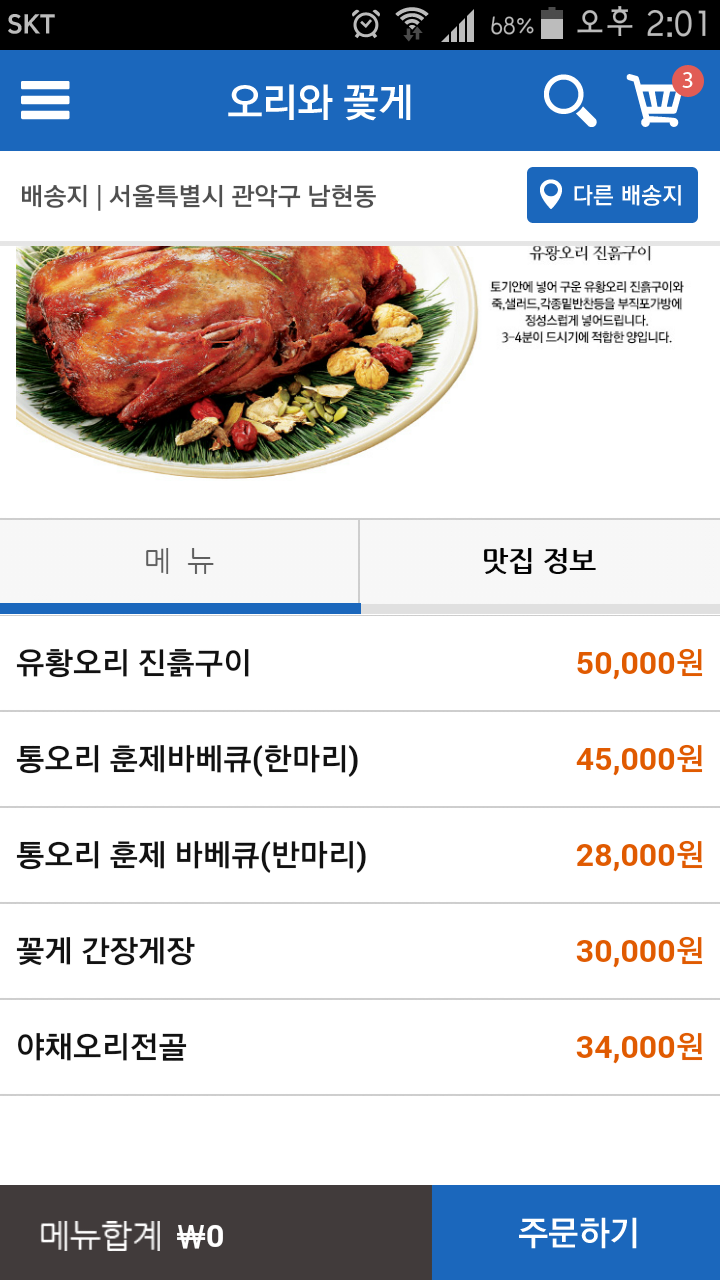 SKT 68% 오후 2:01
오리와 꽃게 3
배송지 | 서울특별시 관악구 남현동 다른 배송지
유황오리 진흙구이
토기안에 넣어 구운 유황오리 진흙구이와
죽,샐러드,각종밑반찬등을 부직포가방에
정성스럽게 넣어드립니다.
3-4분이 드시기에 적합한 양입니다.
메 뉴 맛집 정보
유황오리 진흙구이 50,000원
통오리 훈제바베큐(한마리) 45,000원
통오리 훈제 바베큐(반마리) 28,000원
꽃게 간장게장 30,000원
야채오리전골 34,000원
메뉴합계 ₩0 주문하기